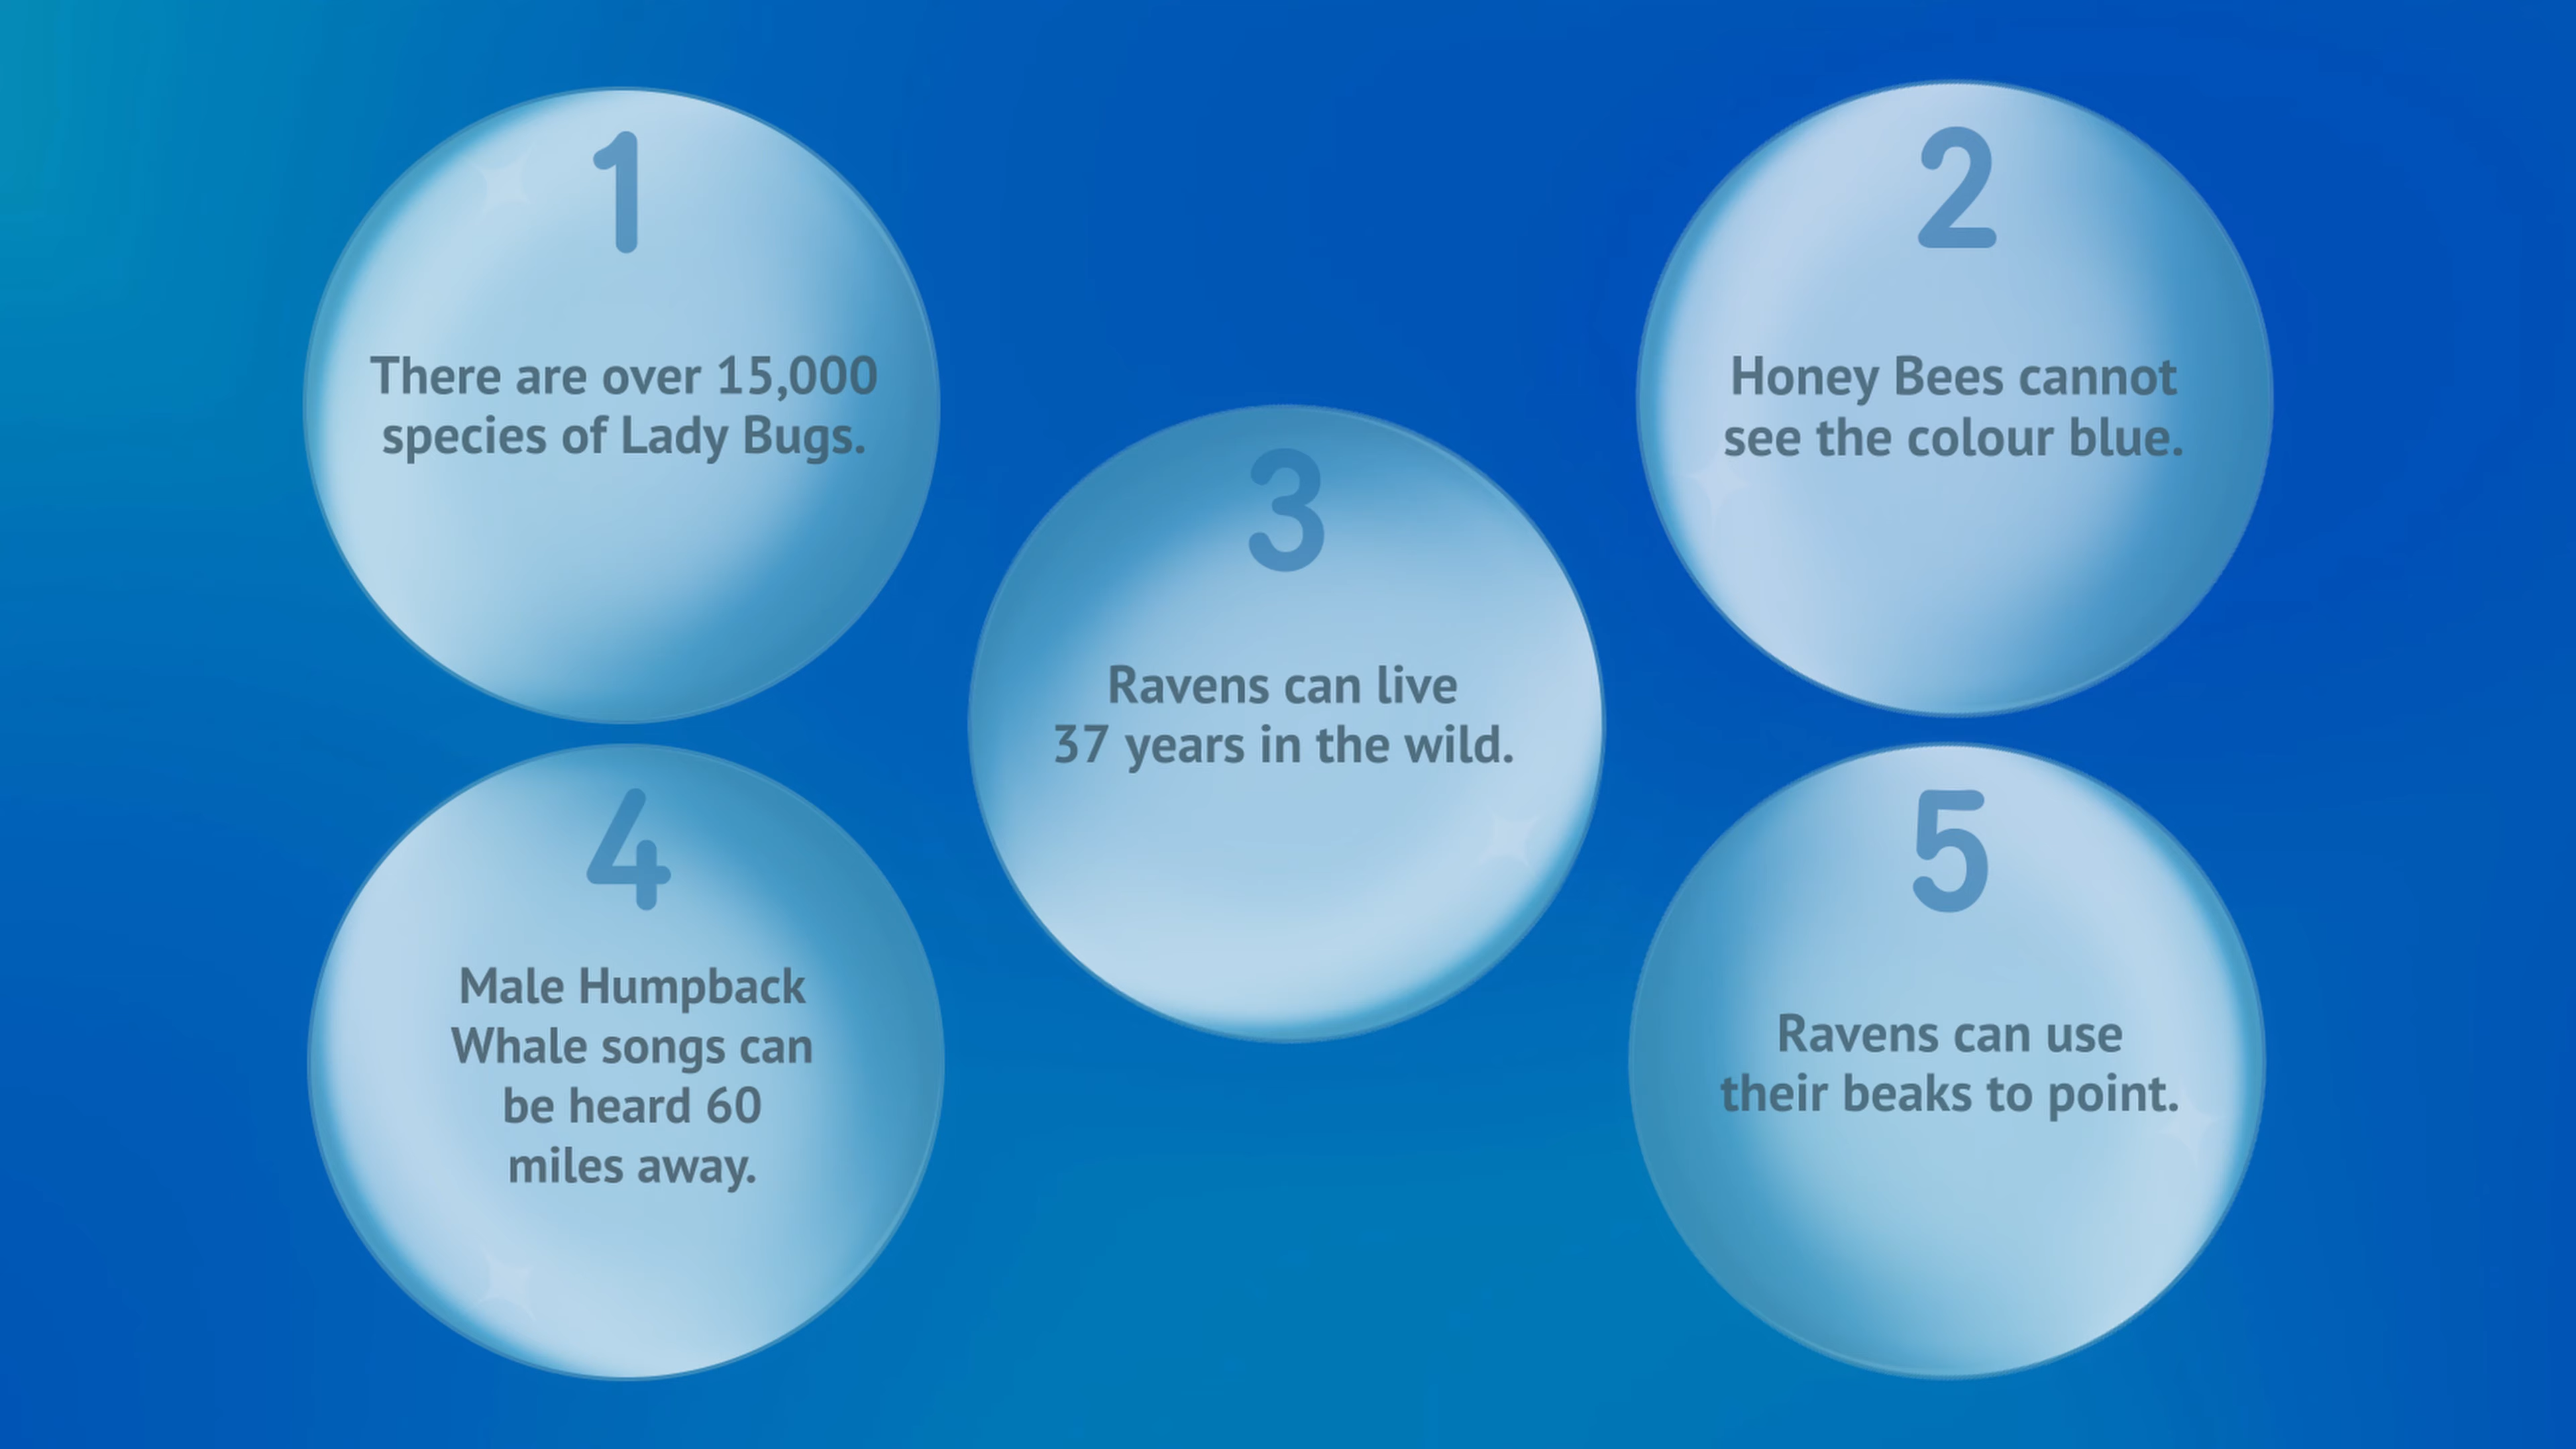 1
There are over 15,000
species of Lady Bugs.
2
Honey Bees cannot
see the colour blue.
3
Ravens can live
37 years in the wild.
4
Male Humpback
Whale songs can
be heard 60
miles away.
5
Ravens can use
their beaks to point.